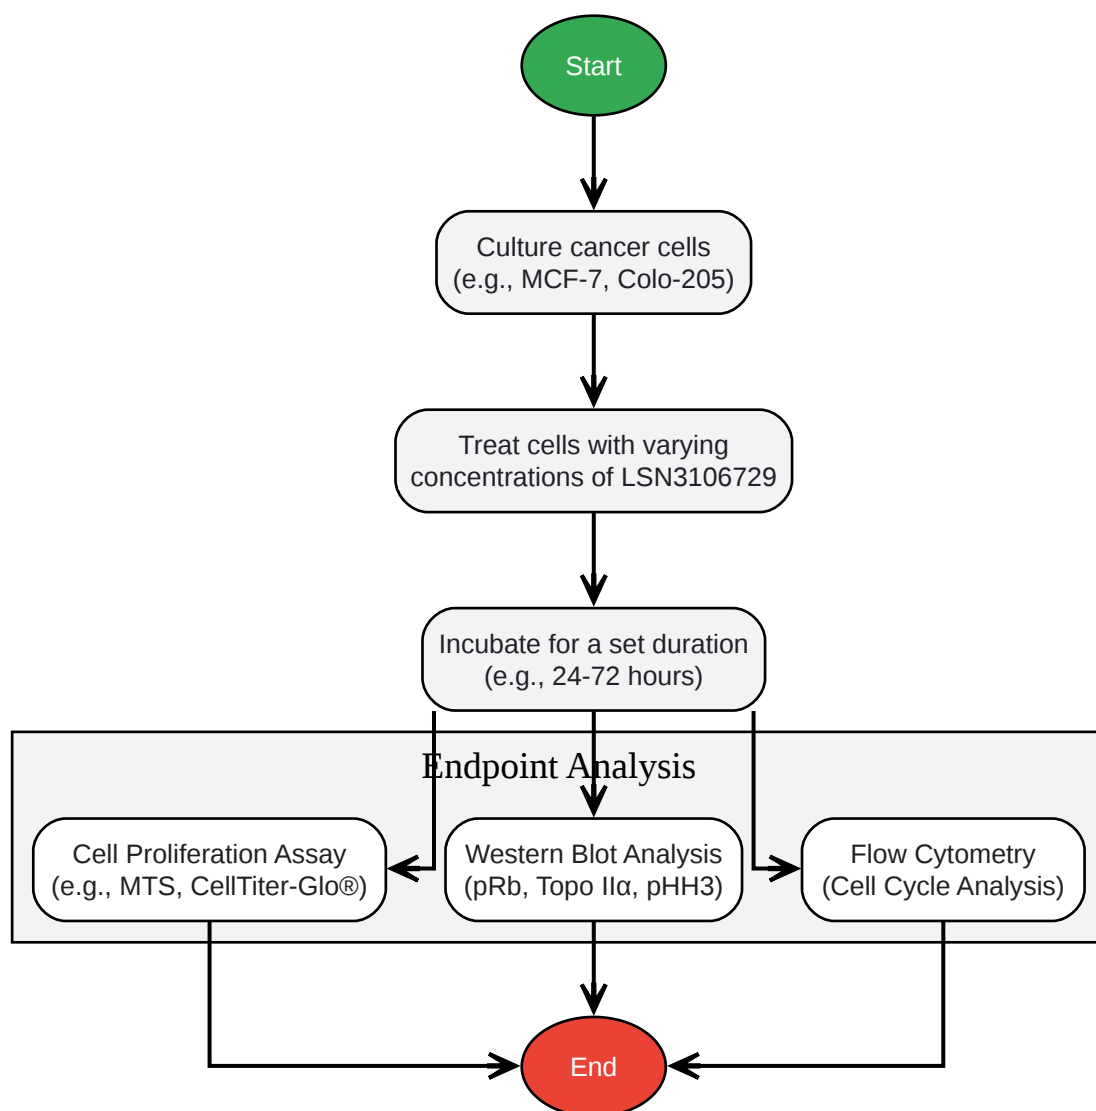 Start
Culture cancer cells
(e.g., MCF-7, Colo-205)
Treat cells with varying
concentrations of LSN3106729
Incubate for a set duration
(e.g., 24-72 hours)
Endpoint Analysis
Cell Proliferation Assay
(e.g., MTS, CellTiter-Glo®)
Western Blot Analysis
(pRb, Topo IIα, pHH3)
Flow Cytometry
(Cell Cycle Analysis)
End